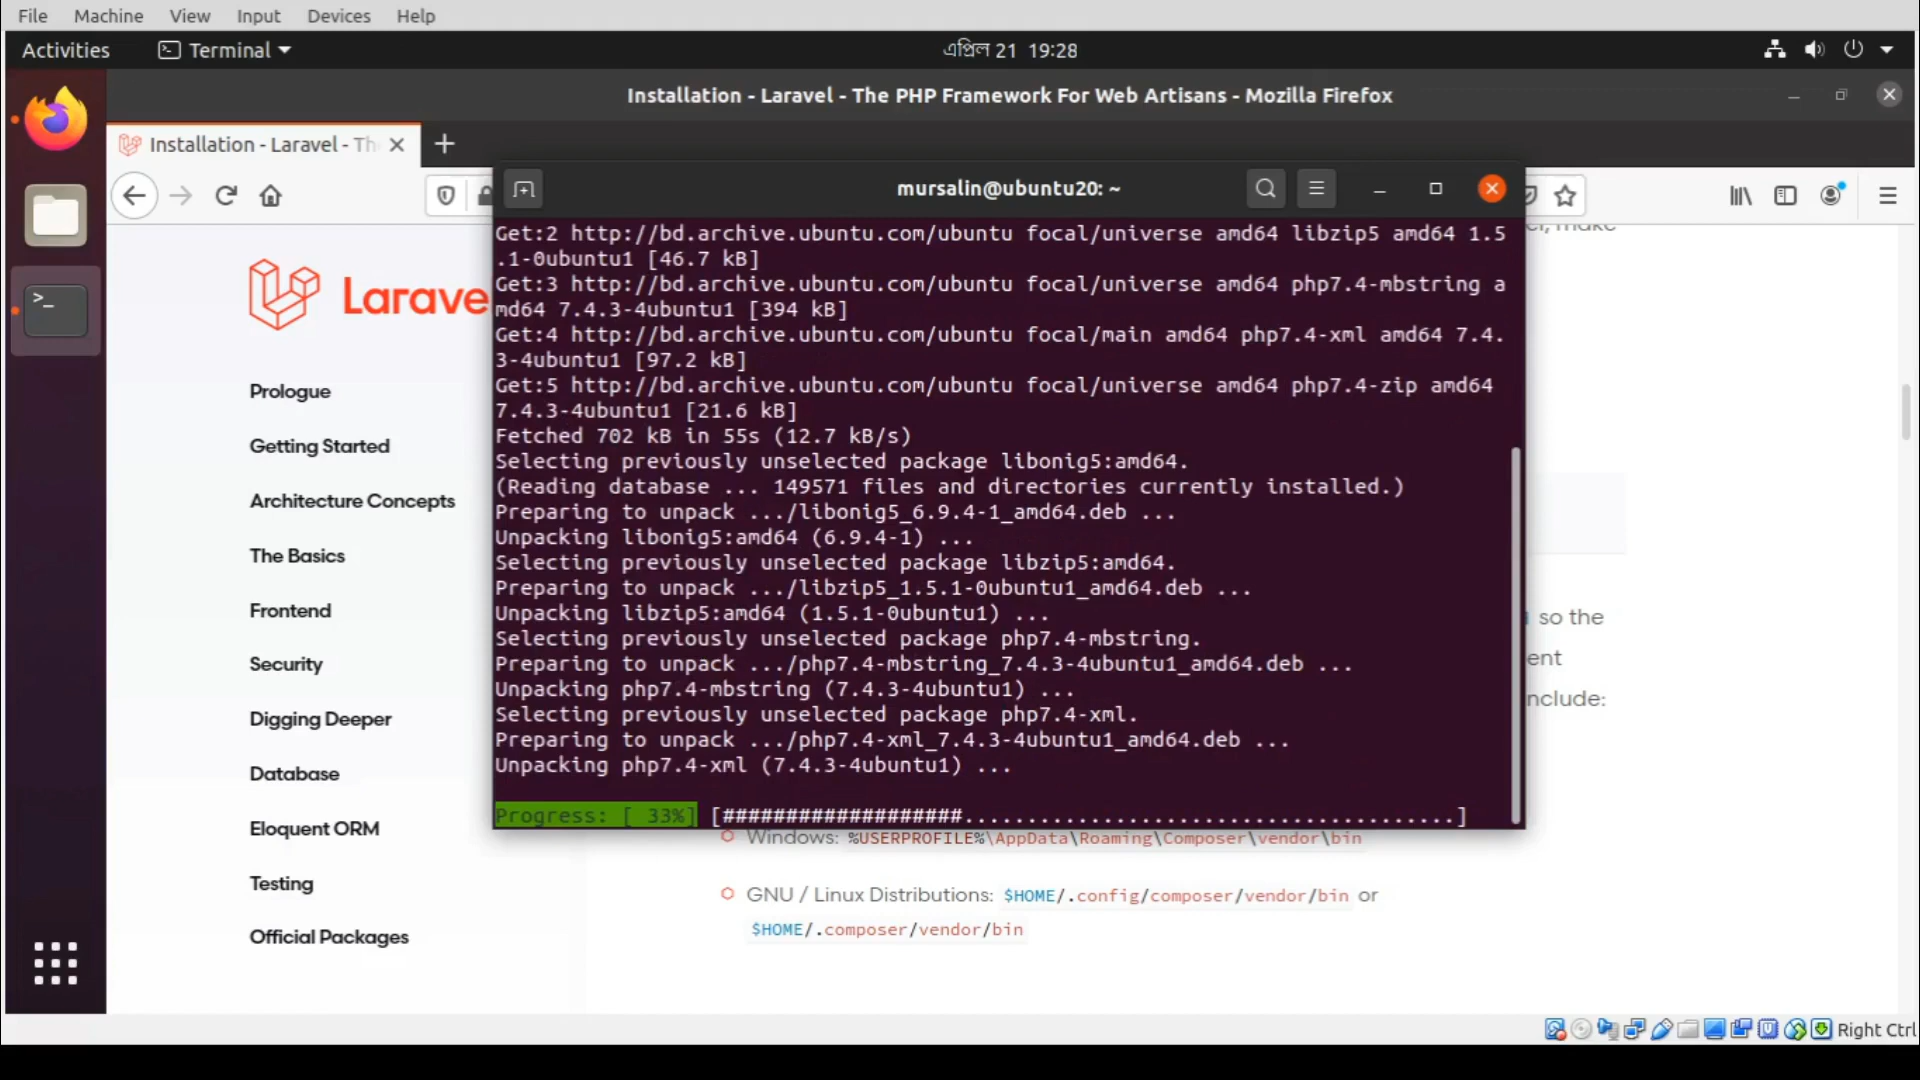 File Machine View Input Devices Help
Activities Terminal এপ্রিল 21 19:28
Installation - Laravel - The PHP Framework For Web Artisans - Mozilla Firefox
Installation - Laravel - Th
mursalin@ubuntu20: ~
Get:2 http://bd.archive.ubuntu.com/ubuntu focal/universe amd64 libzip5 amd64 1.5
.1-0ubuntu1 [46.7 kB]
Get:3 http://bd.archive.ubuntu.com/ubuntu focal/universe amd64 php7.4-mbstring a
md64 7.4.3-4ubuntu1 [394 kB]
Get:4 http://bd.archive.ubuntu.com/ubuntu focal/main amd64 php7.4-xml amd64 7.4.
3-4ubuntu1 [97.2 kB]
Get:5 http://bd.archive.ubuntu.com/ubuntu focal/universe amd64 php7.4-zip amd64
7.4.3-4ubuntu1 [21.6 kB]
Fetched 702 kB in 55s (12.7 kB/s)
Selecting previously unselected package libonig5:amd64.
(Reading database ... 149571 files and directories currently installed.)
Preparing to unpack .../libonig5_6.9.4-1_amd64.deb ...
Unpacking libonig5:amd64 (6.9.4-1) ...
Selecting previously unselected package libzip5:amd64.
Preparing to unpack .../libzip5_1.5.1-0ubuntu1_amd64.deb ...
Unpacking libzip5:amd64 (1.5.1-0ubuntu1) ...
Selecting previously unselected package php7.4-mbstring.
Preparing to unpack .../php7.4-mbstring_7.4.3-4ubuntu1_amd64.deb ...
Unpacking php7.4-mbstring (7.4.3-4ubuntu1) ...
Selecting previously unselected package php7.4-xml.
Preparing to unpack .../php7.4-xml_7.4.3-4ubuntu1_amd64.deb ...
Unpacking php7.4-xml (7.4.3-4ubuntu1) ...
Progress: [ 33%] [###################.......................................]
Larave
Prologue
Getting Started
Architecture Concepts
The Basics
Frontend
Security
Digging Deeper
Database
Eloquent ORM
Testing
Official Packages
make
so the
ent
nclude:
Windows: %USERPROFILE%\AppData\Roaming\Composer\vendor\bin
GNU / Linux Distributions: $HOME/.config/composer/vendor/bin or
$HOME/.composer/vendor/bin
Right Ctrl